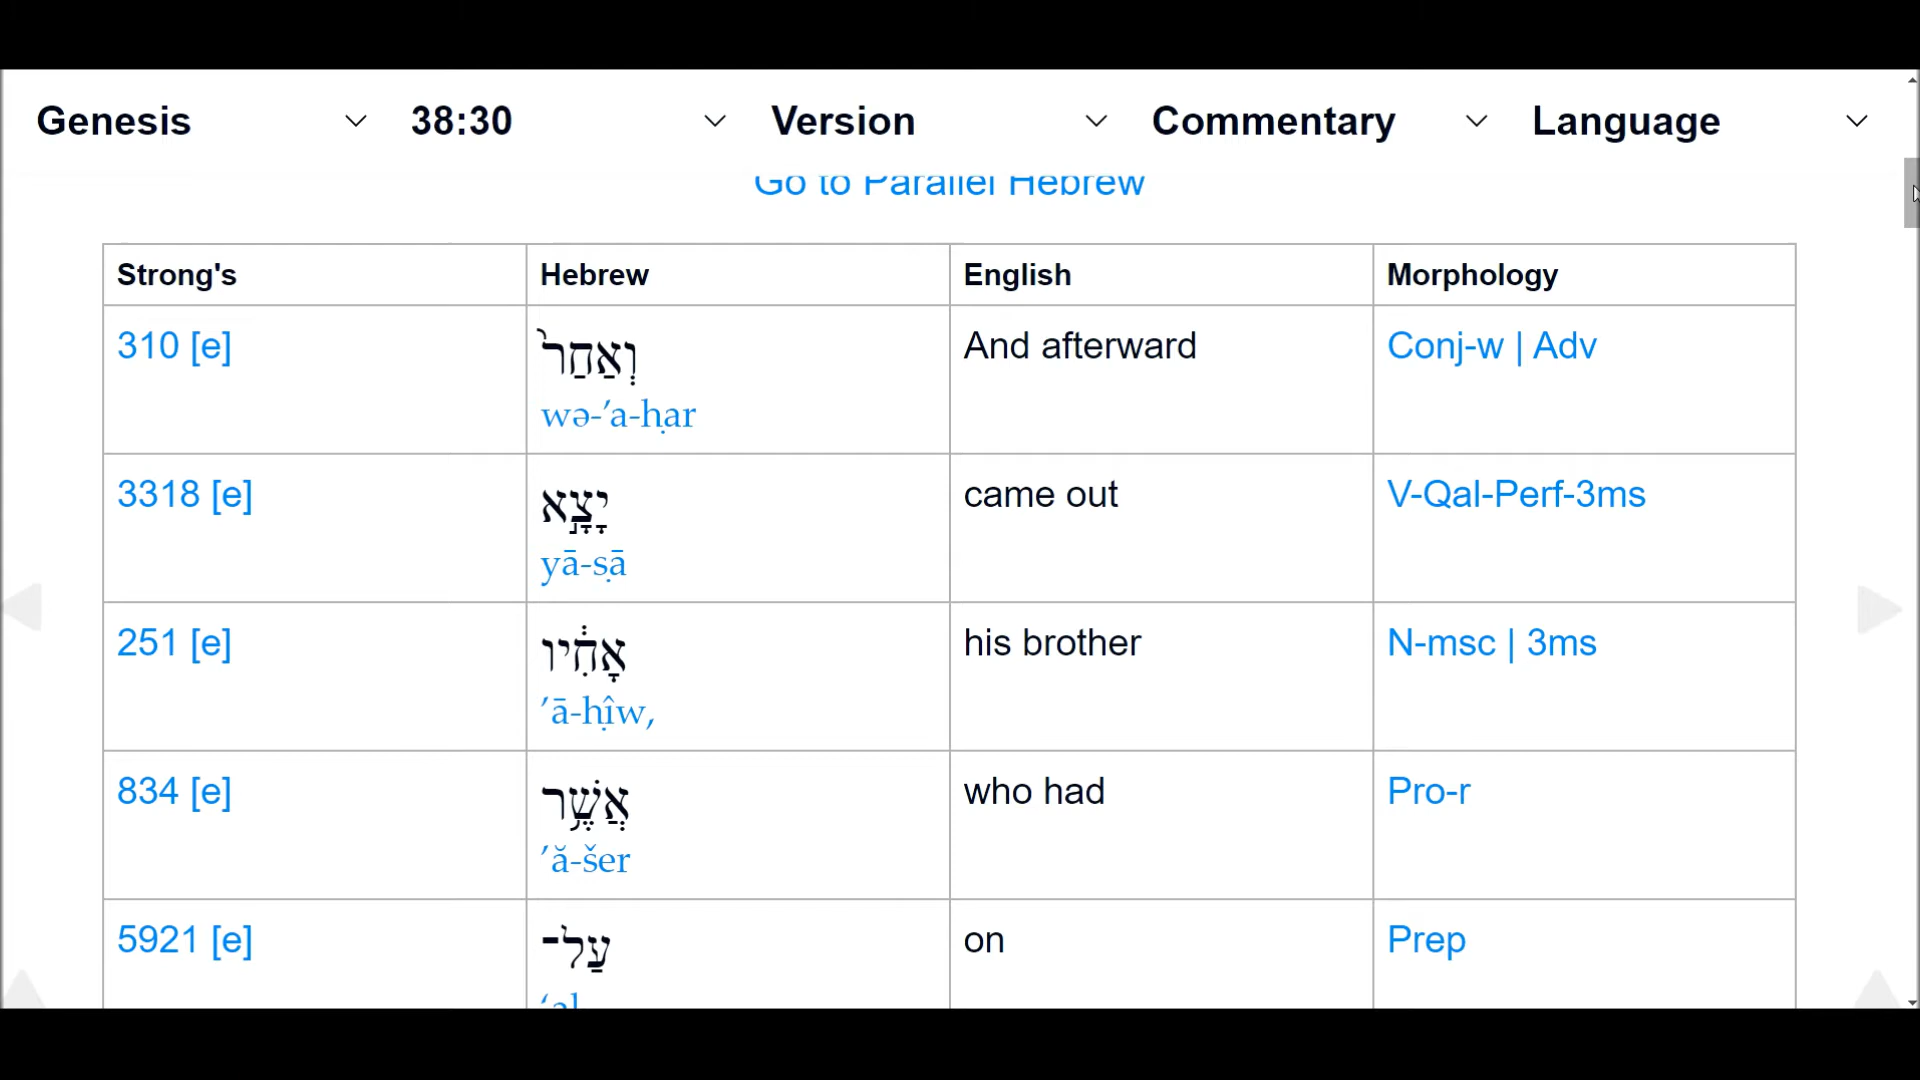 Genesis 38:30 Version Commentary Language
Go to Parallel Hebrew
Strong's Hebrew English Morphology
310 [e] וְאַחַר֙ And afterward Conj-w | Adv
wə-’a-ḥar
3318 [e] יָצָ֣א came out V-Qal-Perf-3ms
yā-ṣā
251 [e] אָחִ֔יו his brother N-msc | 3ms
’ā-ḥîw,
834 [e] אֲשֶׁ֥ר who had Pro-r
’ă-šer
5921 [e] עַל־ on Prep
‘al-